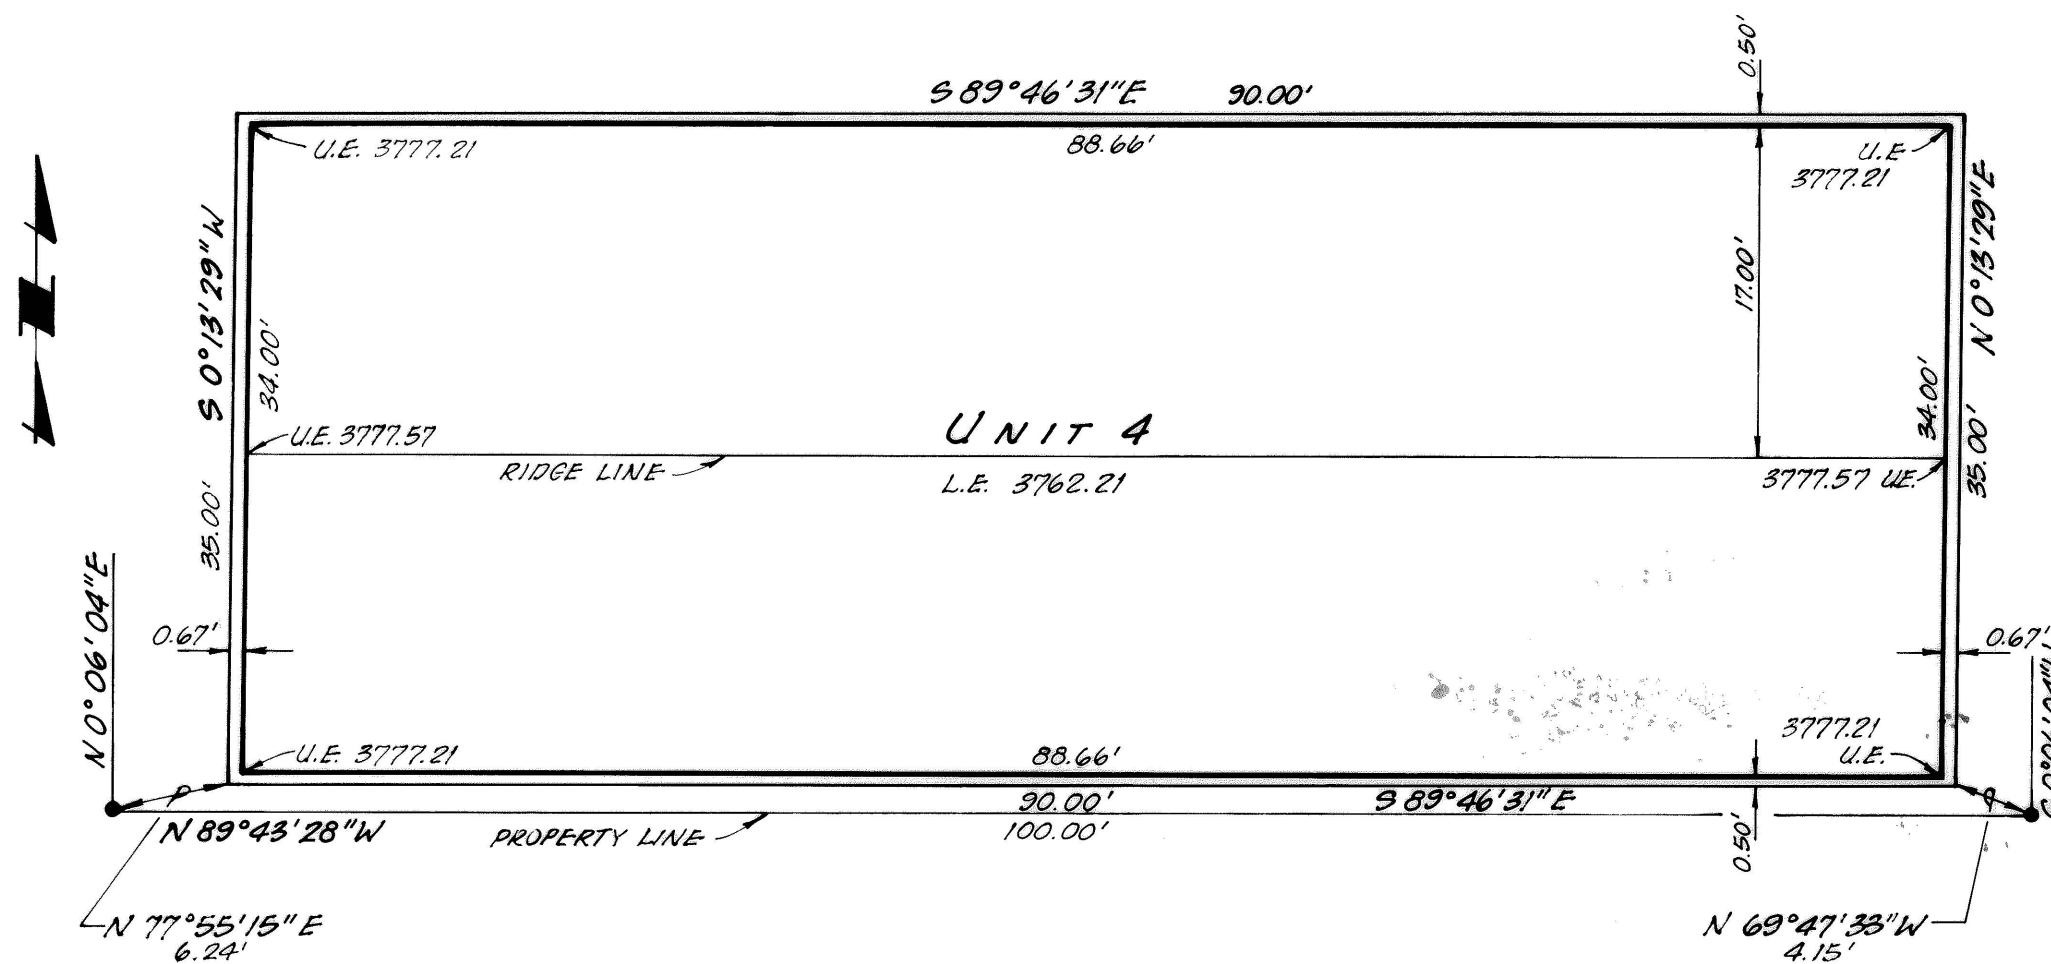 0.50'
S 89°46'31"E 90.00'
88.66'
U.E. 3777.21
U.E
3777.21
S 0°13'29"W
N 0°13'29"E
17.00'
34.00'
34.00'
35.00'
35.00'
UNIT 4
U.E. 3777.57
RIDGE LINE
L.E. 3762.21
3777.57 UE.
N 0°06'04"E
0.67'
0.67'
3777.21
U.E.
U.E. 3777.21
88.66'
90.00' S 89°46'31"E
N 89°43'28"W
PROPERTY LINE
100.00'
0.50'
N 77°55'15"E
6.24'
N 69°47'33"W
4.15'